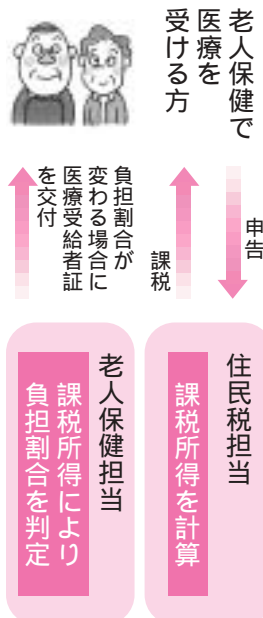 老人保健で
医療を
受ける方
申告
課税
負担割合が
変わる場合に
医療受給者証
を交付
住民税担当
課税所得を計算
老人保健担当
課税所得により
負担割合を判定